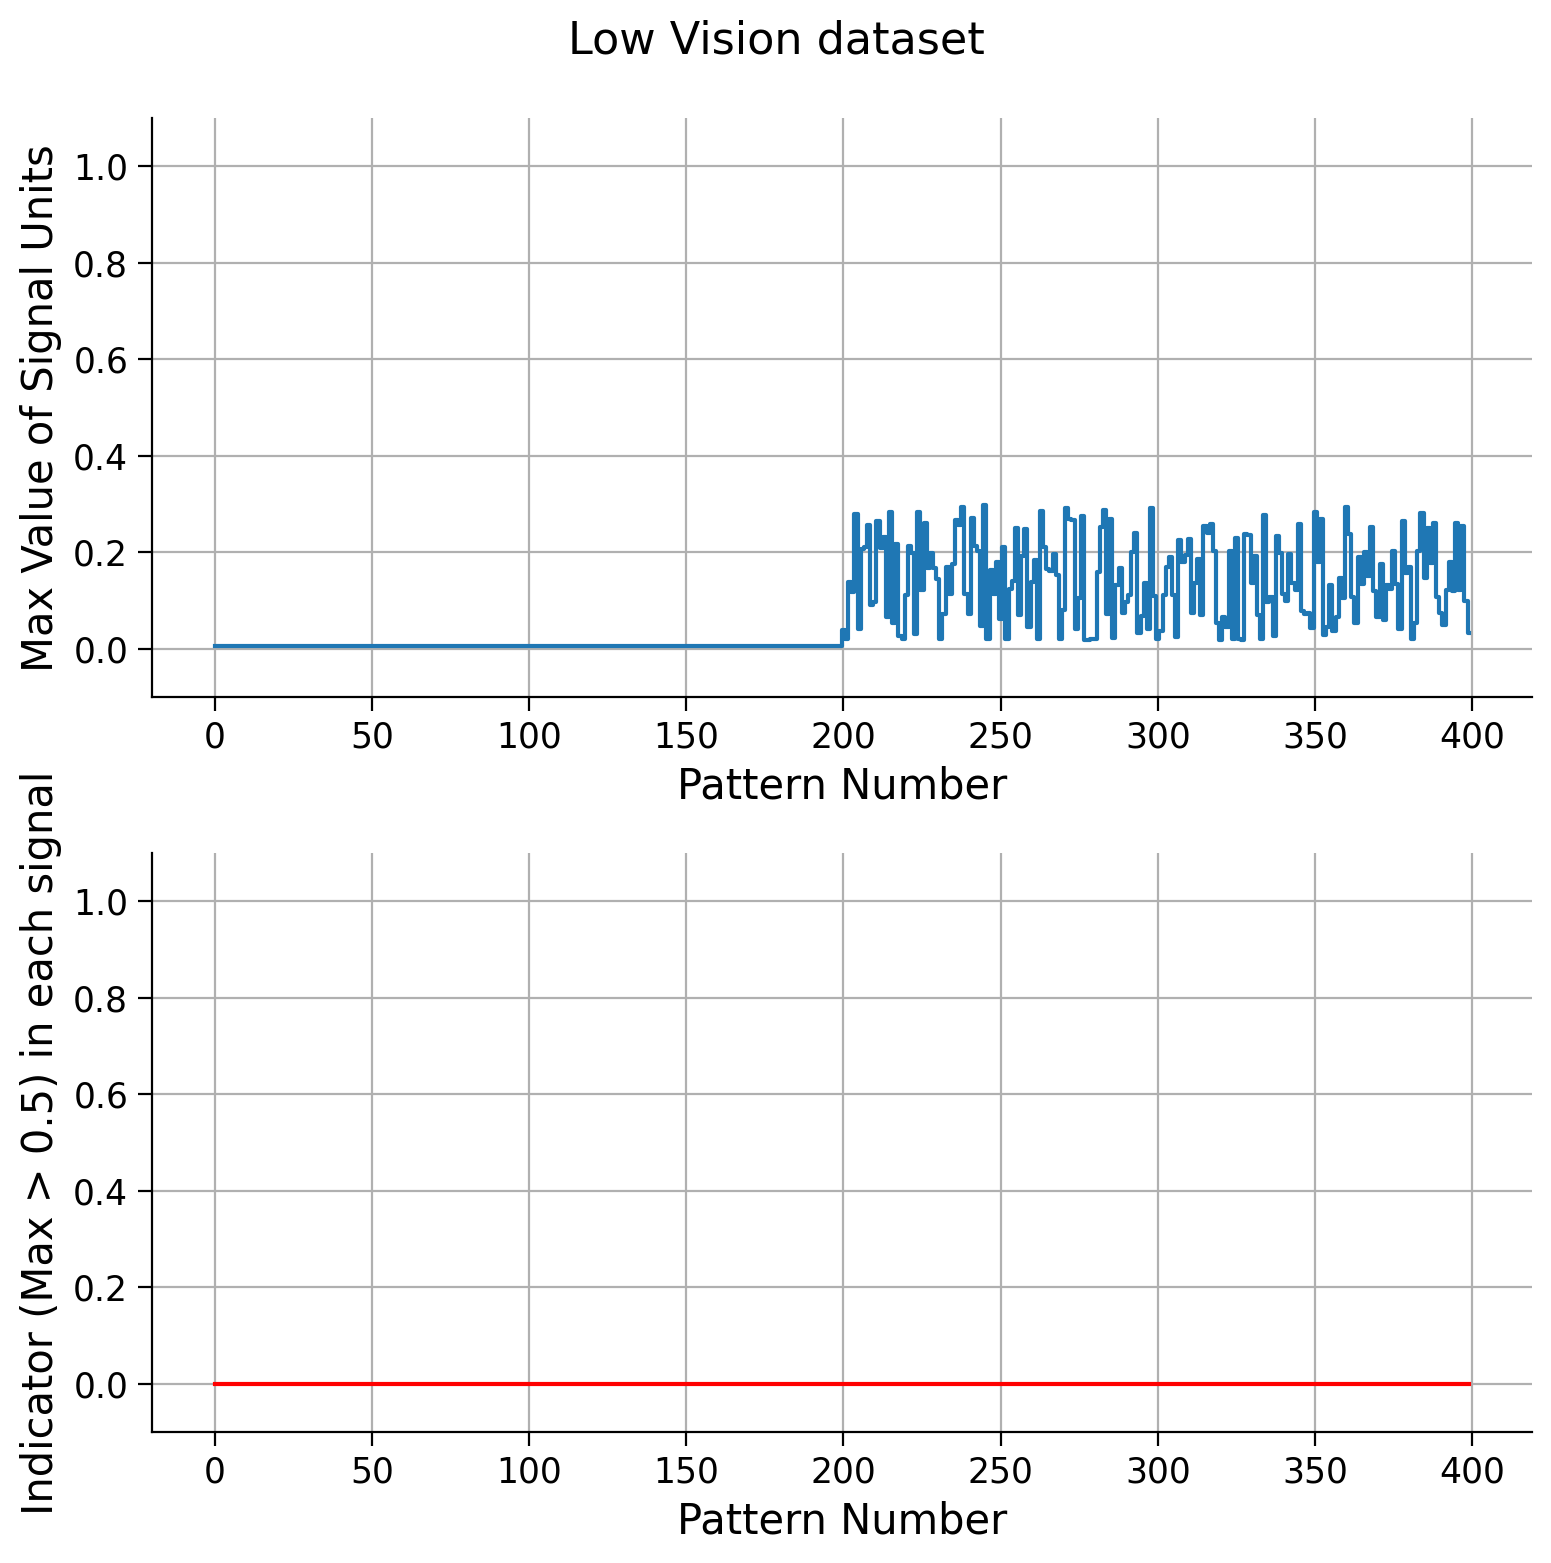 Low Vision dataset
Max Value of Signal Units
1.0
0.8
0.6
0.4
0.2
0.0
0 50 100 150 200 250 300 350 400
Pattern Number
Indicator (Max > 0.5) in each signal
1.0
0.8
0.6
0.4
0.2
0.0
0 50 100 150 200 250 300 350 400
Pattern Number